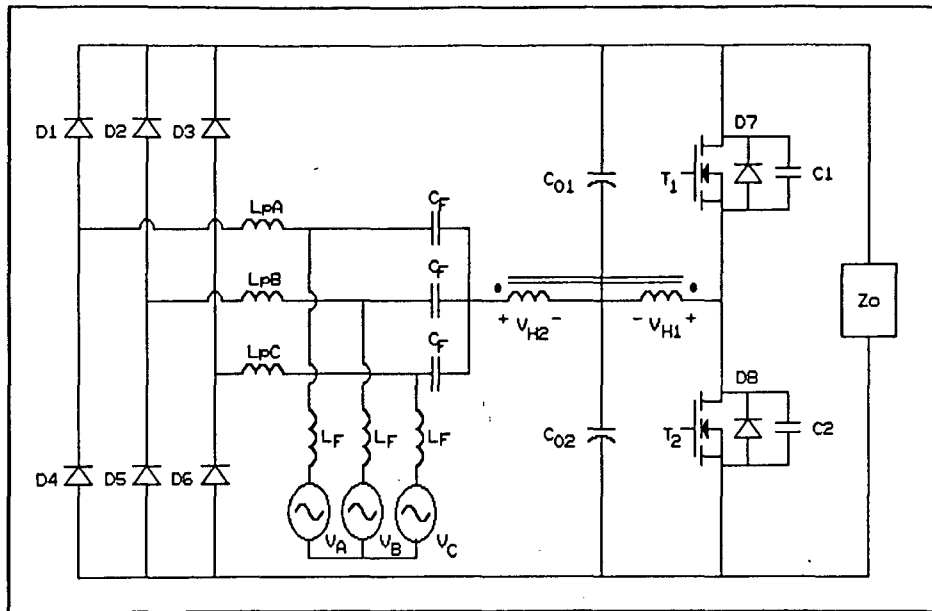 D1 D2 D3
D7
T1 C1
CO1
LpA CF
LpB CF
LpC CF
+ VH2 - - VH1 +
Zo
D8
T2 C2
CO2
LF LF LF
D4 D5 D6
VA VB VC